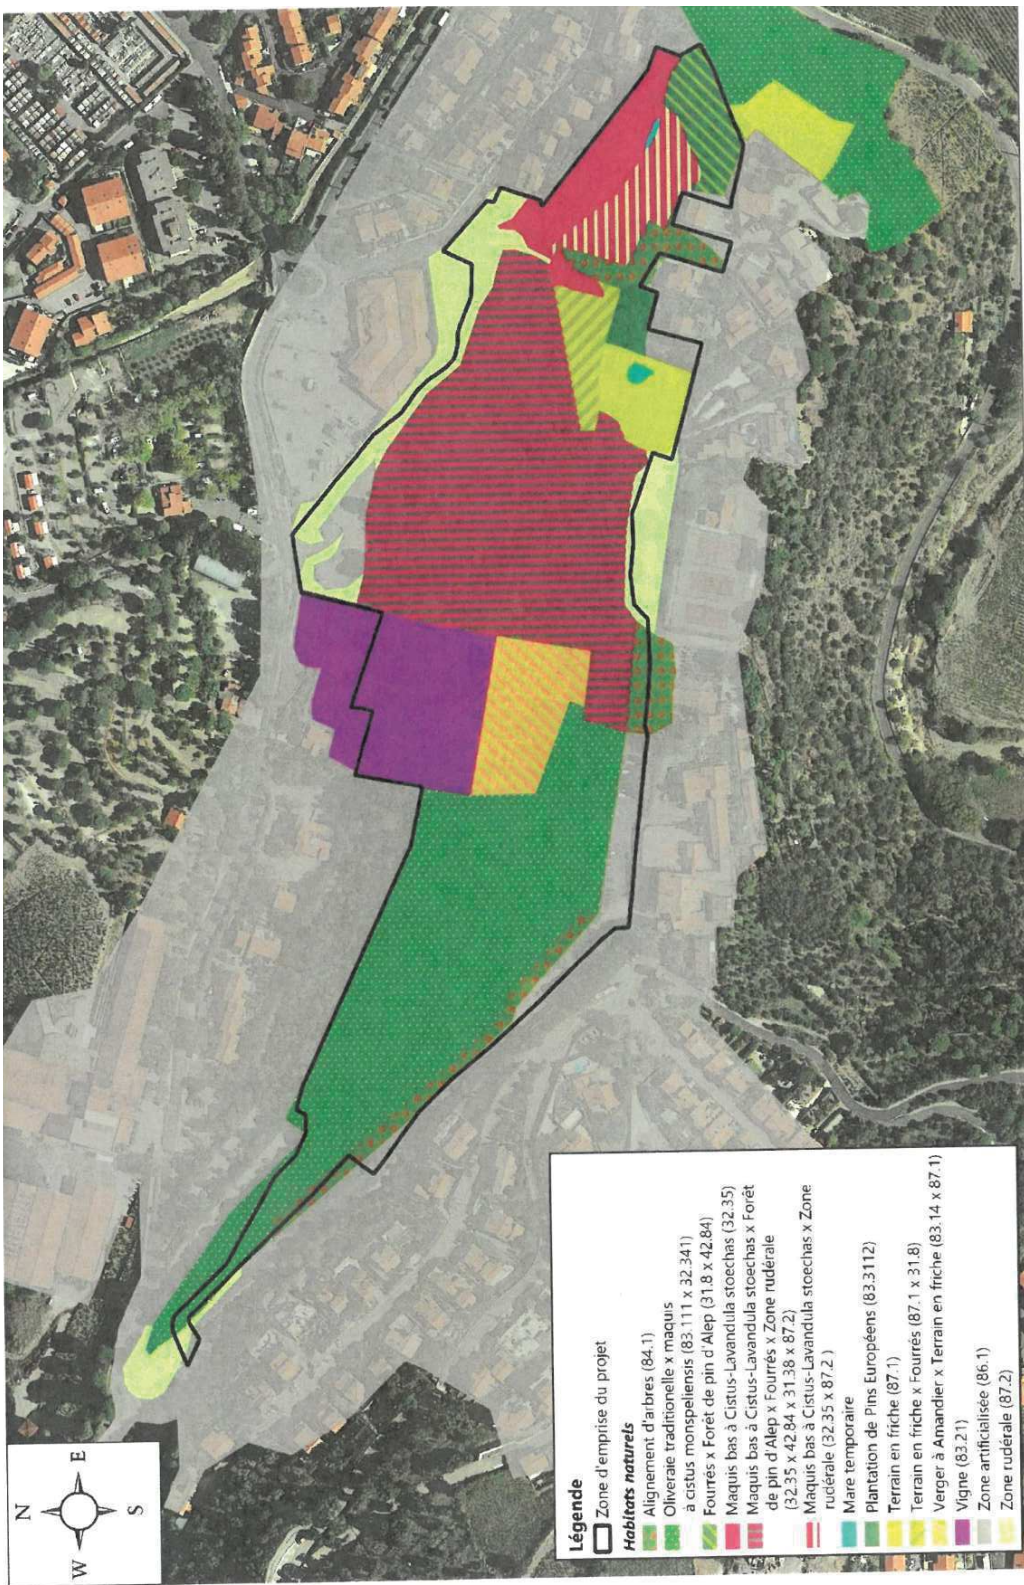 N
W
E
S
Légende
Zone d'emprise du projet
Habitats naturels
Alignement d'arbres (84.1)
Oliveraie traditionelle x maquis
à cistus monspeliensis (83.111 x 32.341)
Fourrés x Forêt de pin d'Alep (31.8 x 42.84)
Maquis bas à Cistus-Lavandula stoechas (32.35)
Maquis bas à Cistus-Lavandula stoechas x Forêt
de pin d'Alep x Fourrés x Zone rudérale
(32.35 x 42.84 x 31.38 x 87.2)
Maquis bas à Cistus-Lavandula stoechas x Zone
rudérale (32.35 x 87.2 )
Mare temporaire
Plantation de Pins Européens (83.3112)
Terrain en friche (87.1)
Terrain en friche x Fourrés (87.1 x 31.8)
Verger à Amandier x Terrain en friche (83.14 x 87.1)
Vigne (83.21)
Zone artificialisée (86.1)
Zone rudérale (87.2)